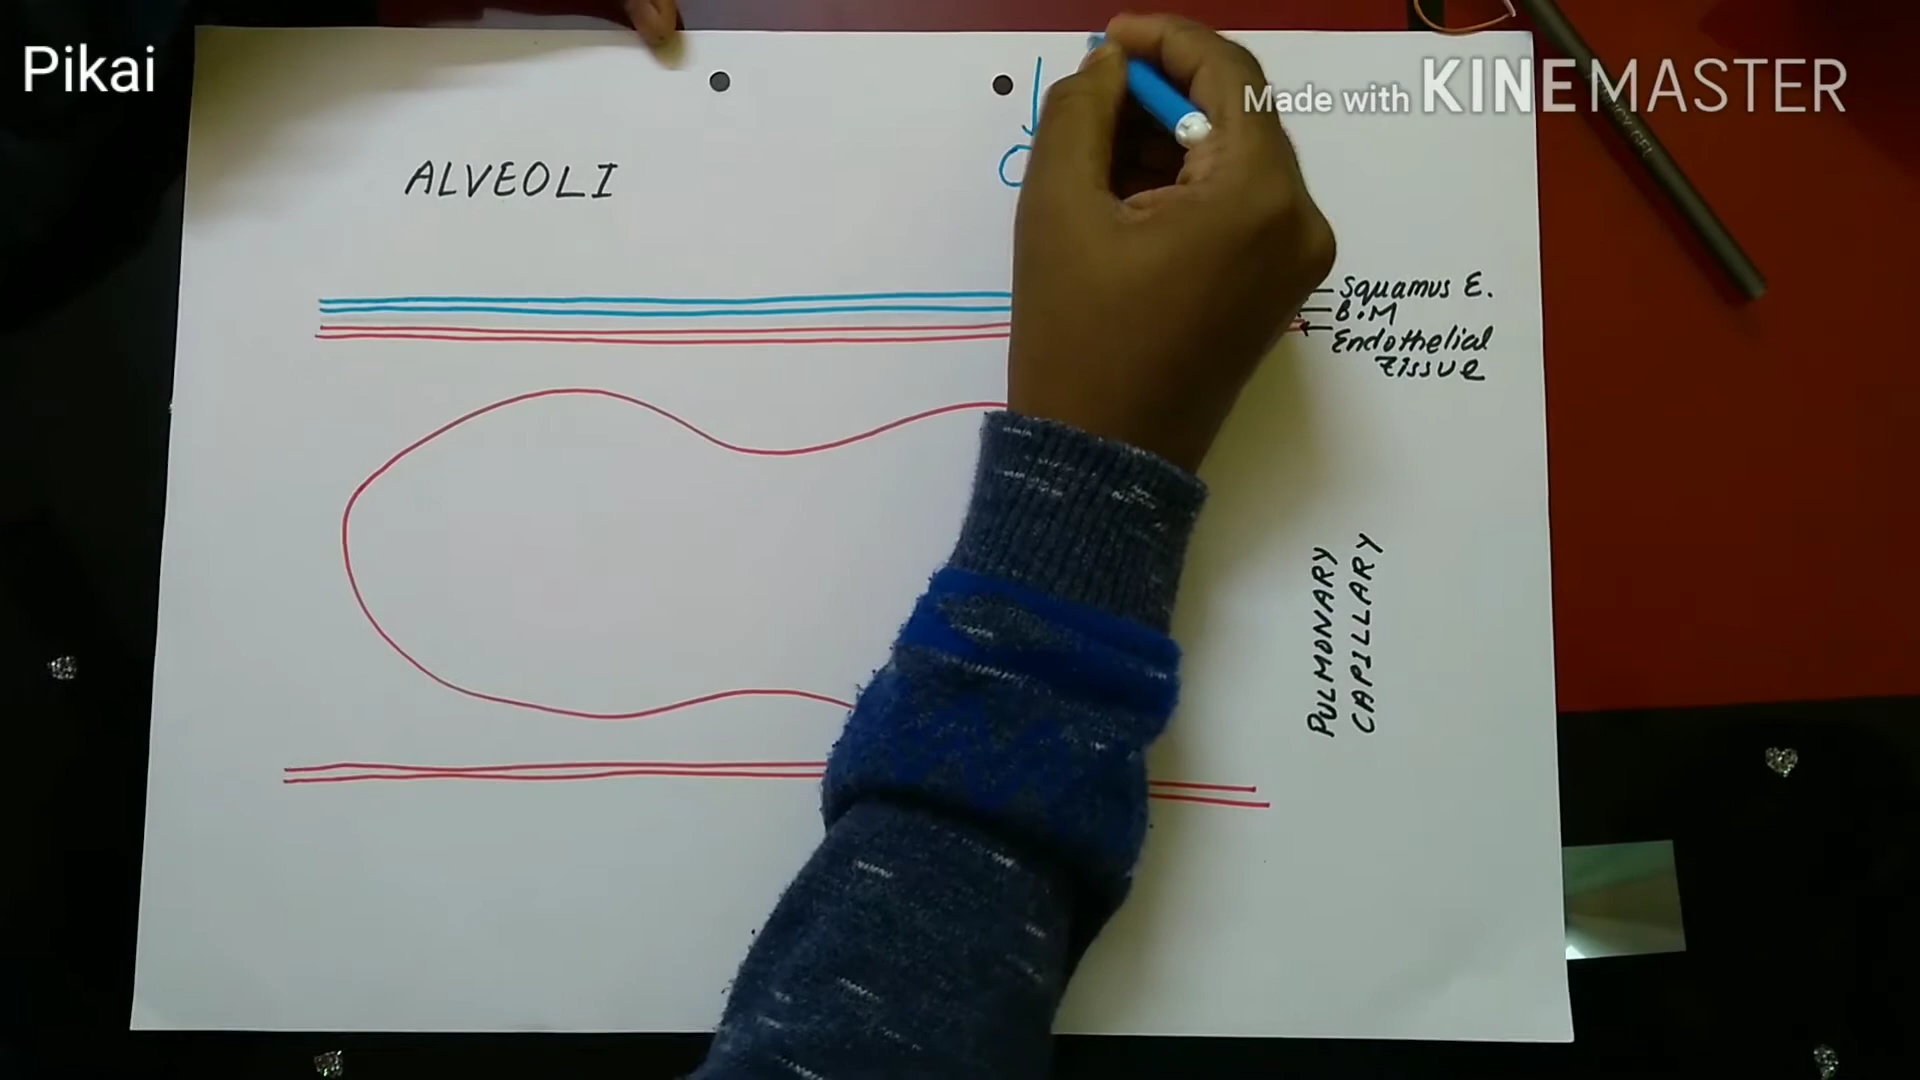 Pikai
Made with KINEMASTER
ALVEOLI
Squamus E.
B.M
Endothelial
Tissue
PULMONARY
CAPILLARY